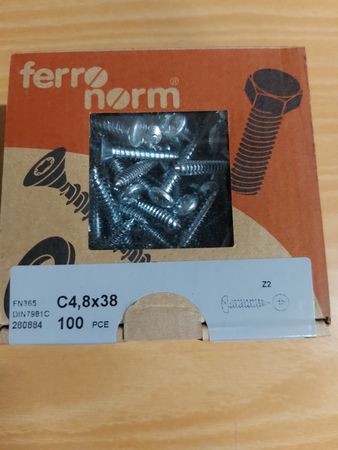 ferro
norm®
FN365
DIN7981C
280884
C4,8x38
100 PCE
Z2